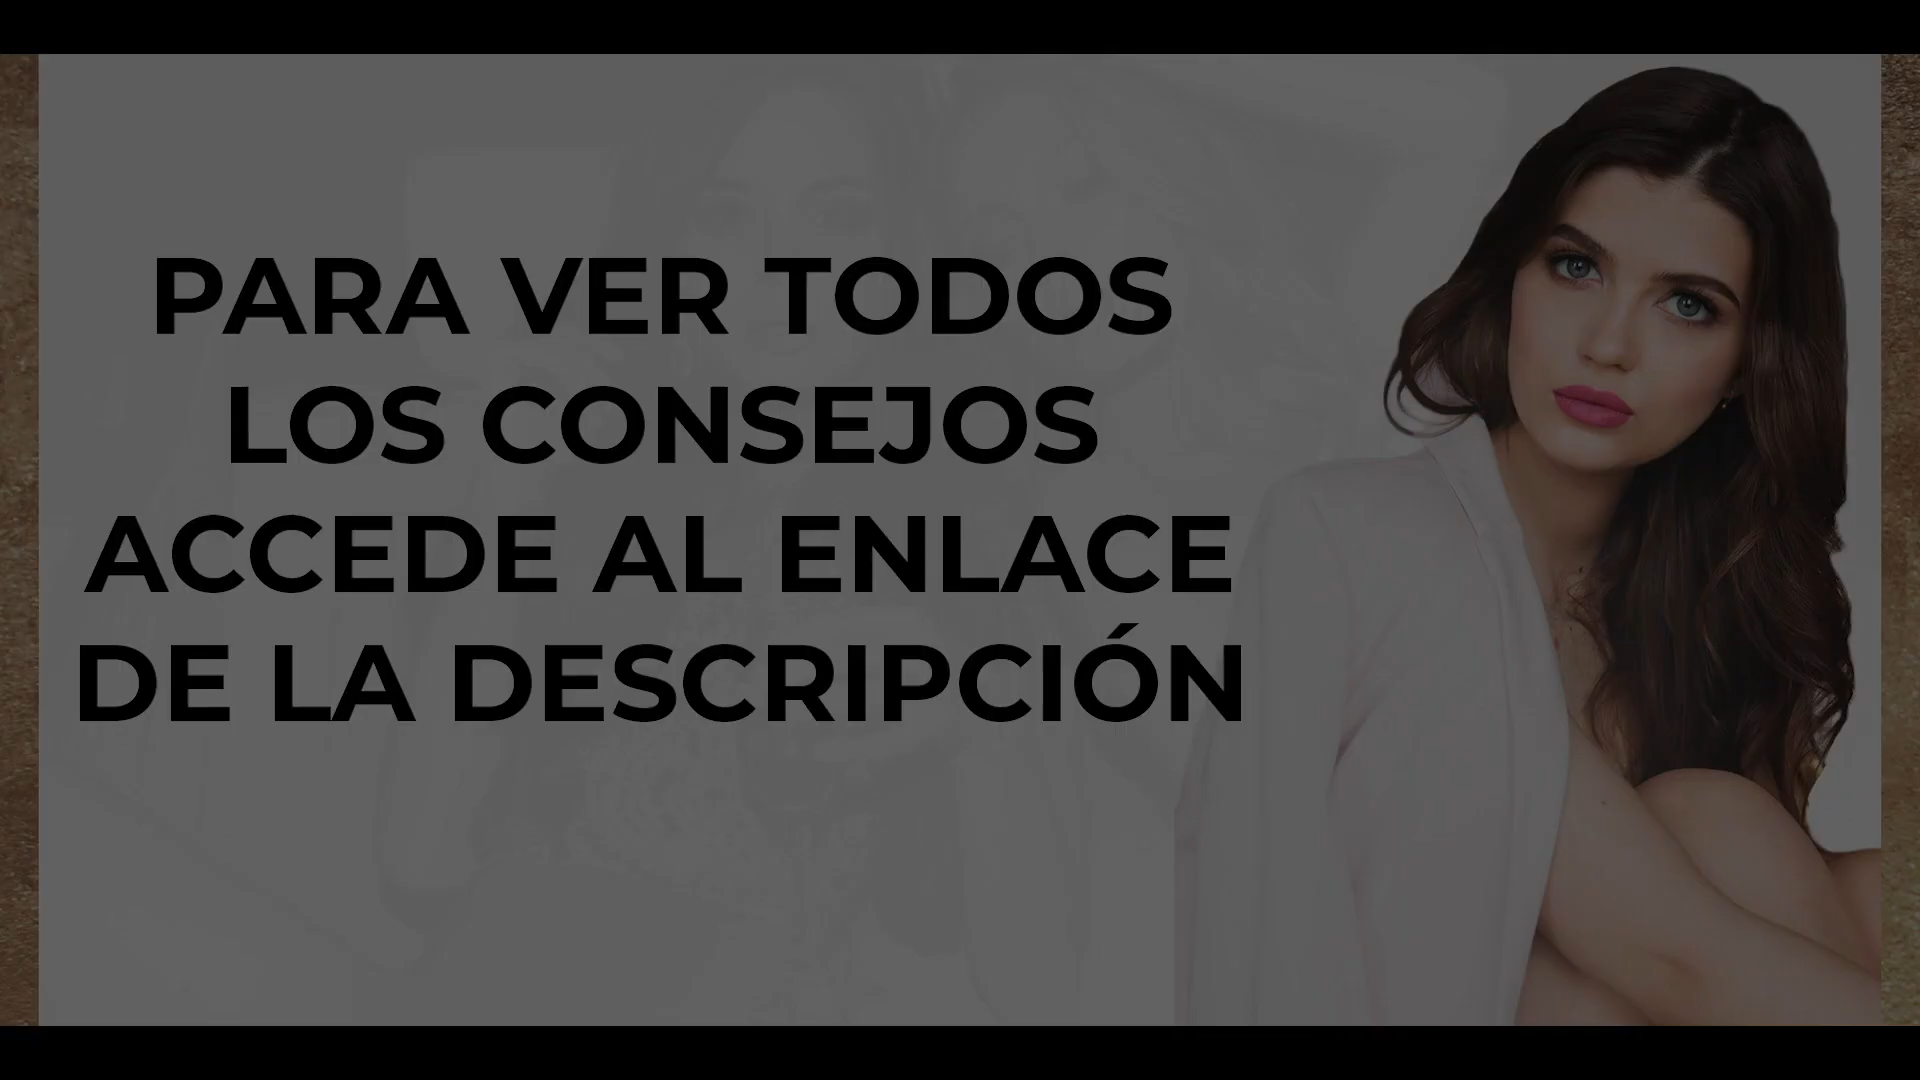 PARA VER TODOS
LOS CONSEJOS
ACCEDE AL ENLACE
DE LA DESCRIPCIÓN